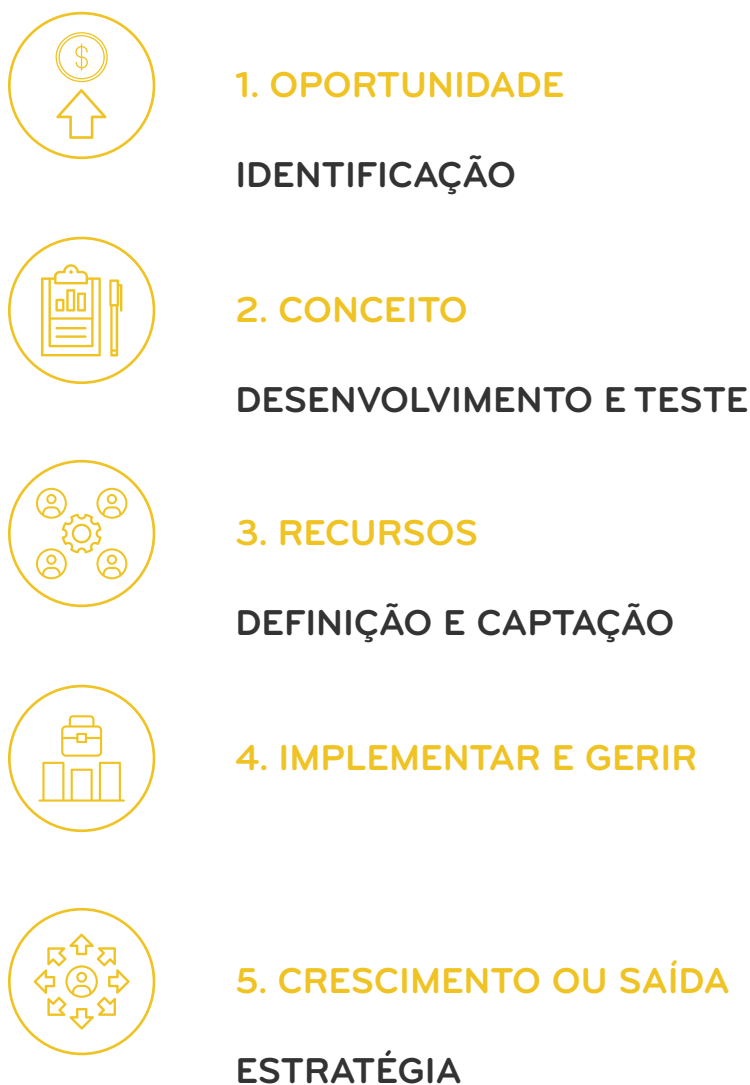 $
1. OPORTUNIDADE
IDENTIFICAÇÃO
2. CONCEITO
DESENVOLVIMENTO E TESTE
3. RECURSOS
DEFINIÇÃO E CAPTAÇÃO
4. IMPLEMENTAR E GERIR
5. CRESCIMENTO OU SAÍDA
ESTRATÉGIA